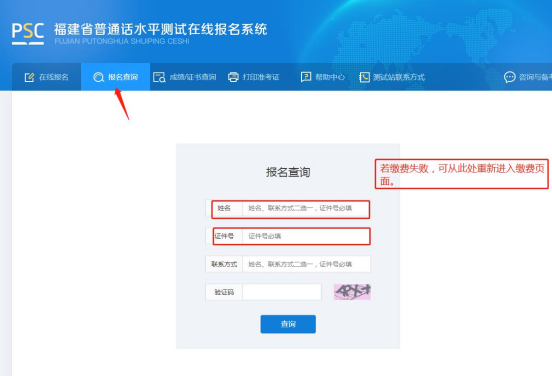 PSC 福建省普通话水平测试在线报名系统
FUJIAN PUTONGHUA SHUIPING CESHI
在线报名 报名查询 成绩/证书查询 打印准考证 帮助中心 测试站联系方式 咨询与备考
报名查询
若缴费失败，可从此处重新进入缴费页
面。
姓名 姓名、联系方式二选一，证件号必填
证件号 证件号必填
联系方式 姓名、联系方式二选一，证件号必填
验证码
查询